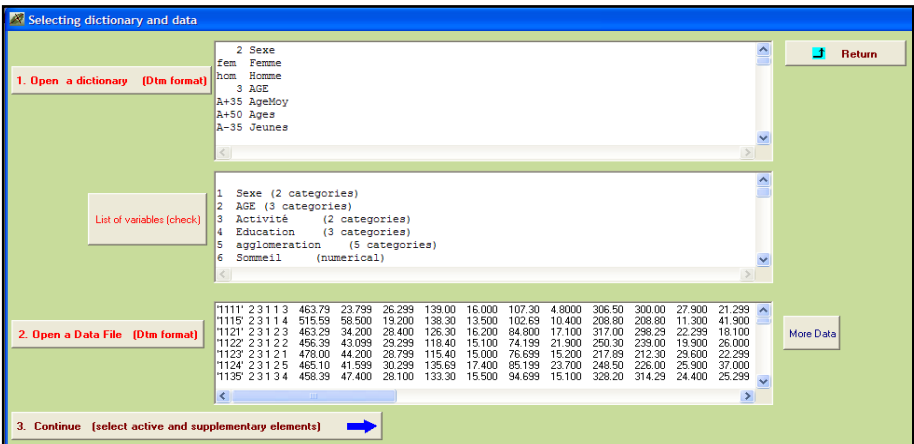 Selecting dictionary and data
2 Sexe
fem Femme
hom Homme
3 AGE
A+35 AgeMoy
A+50 Ages
A-35 Jeunes
1. Open a dictionary (Dtm format)
Return
1 Sexe (2 categories)
2 AGE (3 categories)
3 Activité (2 categories)
4 Education (3 categories)
5 agglomeration (5 categories)
6 Sommeil (numerical)
List of variables (check)
'1111' 2 3 1 1 3 463.79 23.799 26.299 139.00 16.000 107.30 4.8000 306.50 300.00 27.900 21.299
'1115' 2 3 1 1 4 515.59 58.500 19.200 138.30 13.500 102.69 10.400 208.80 208.80 11.300 41.900
'1121' 2 3 1 2 3 463.29 34.200 28.400 126.30 16.200 84.800 17.100 317.00 298.29 22.299 18.100
'1122' 2 3 1 2 2 456.39 43.099 29.299 118.40 15.100 74.199 21.900 250.30 239.00 19.900 26.000
'1123' 2 3 1 2 1 478.00 44.200 28.799 115.40 15.000 76.699 15.200 217.89 212.30 29.600 22.299
'1124' 2 3 1 2 5 465.10 41.599 30.299 135.69 17.400 85.199 23.700 248.50 226.00 25.900 37.000
'1135' 2 3 1 3 4 458.39 47.400 28.100 133.30 15.500 94.699 15.100 328.20 314.29 24.400 25.299
2. Open a Data File (Dtm format)
More Data
3. Continue (select active and supplementary elements)